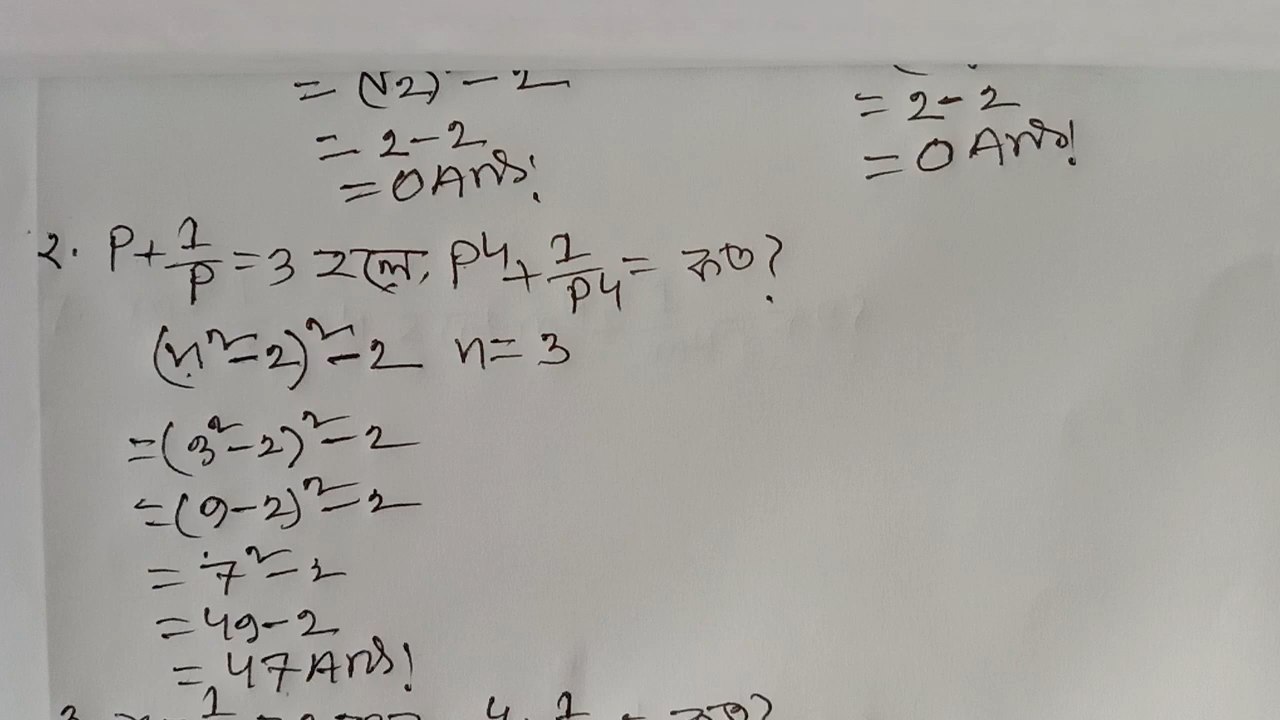 = (√2)² - 2
= 2 - 2
= 0 Ans!
= 2 - 2
= 0 Ans!
2. P + 1/P = 3 হলে, P4 + 1/P4 = কত?
(n² - 2)² - 2 n = 3
= (3² - 2)² - 2
= (9 - 2)² - 2
= 7² - 2
= 49 - 2
= 47 Ans!